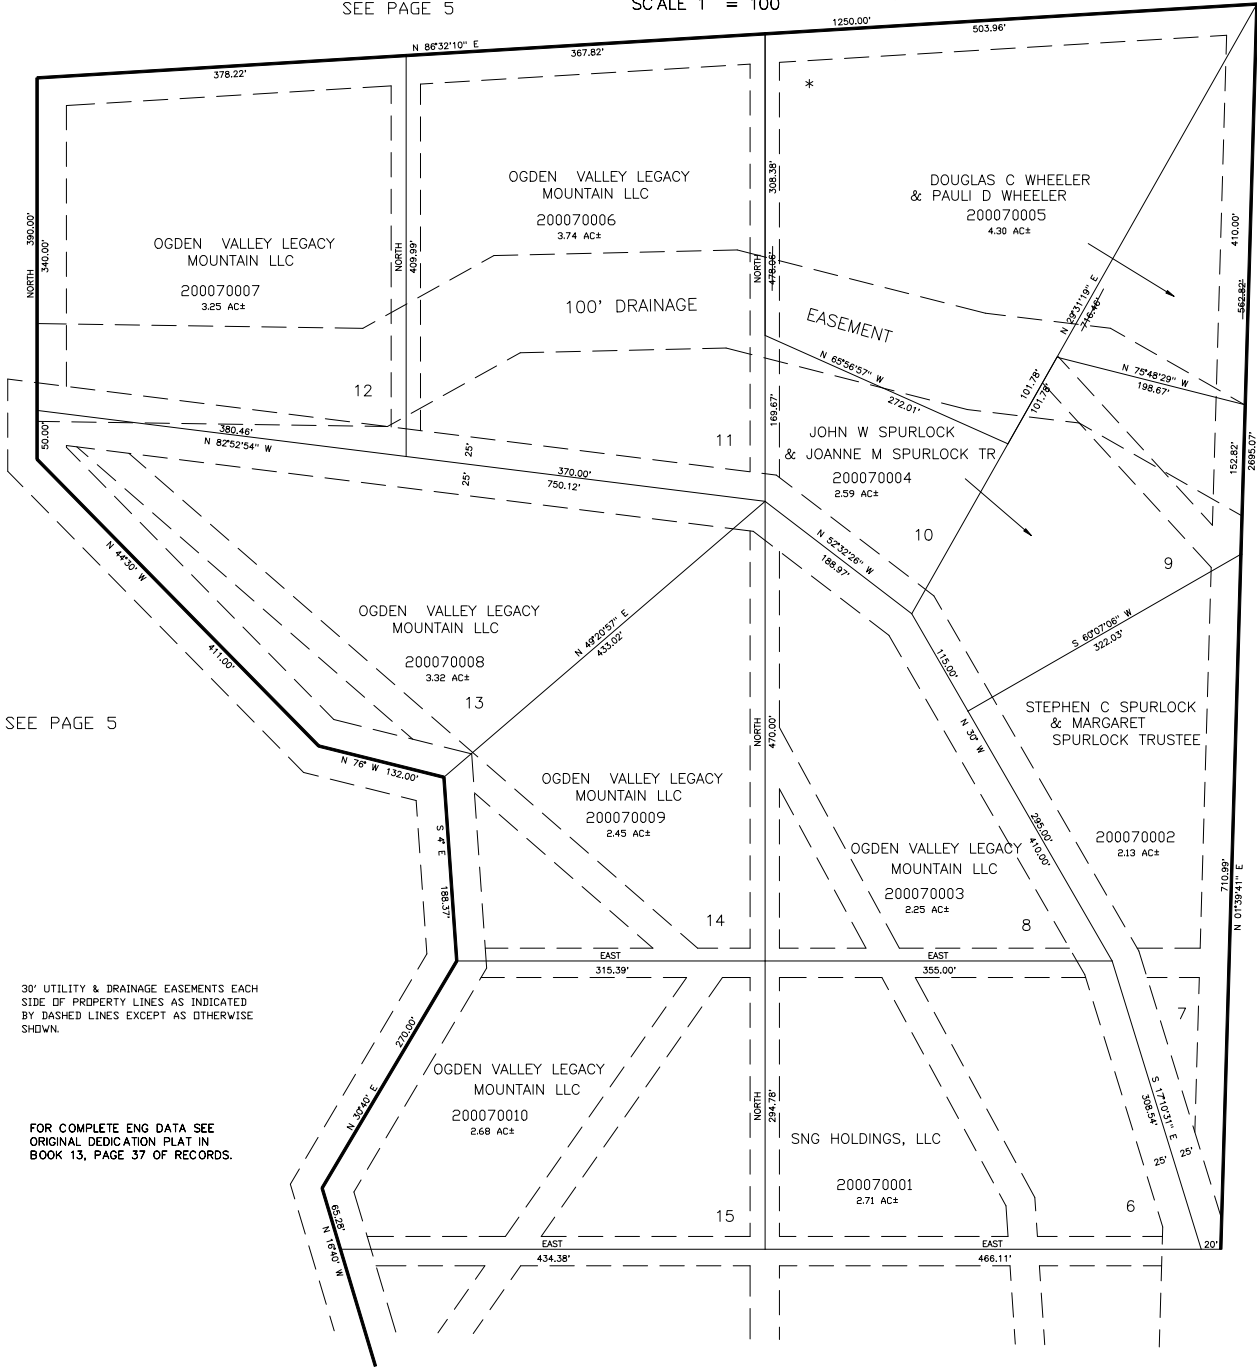 SEE PAGE 5
SCALE 1" = 100'
1250.00'
N 86°32'10" E
378.22'
367.82'
503.96'
*
NORTH
390.00'
340.00'
50.00'
OGDEN VALLEY LEGACY
MOUNTAIN LLC
200070007
3.25 AC±
12
NORTH
409.99'
OGDEN VALLEY LEGACY
MOUNTAIN LLC
200070006
3.74 AC±
11
NORTH
308.38'
478.06'
169.67'
DOUGLAS C WHEELER
& PAULI D WHEELER
200070005
4.30 AC±
100' DRAINAGE
EASEMENT
N 29°31'19" E
716.46'
101.78'
101.78'
410.00'
562.82'
152.82'
2695.07'
N 65°56'57" W
272.01'
N 75°48'29" W
198.67'
JOHN W SPURLOCK
& JOANNE M SPURLOCK TR
200070004
2.59 AC±
10
9
380.46'
N 82°52'54" W
25'
25'
370.00'
750.12'
N 52°32'26" W
188.97'
S 60°07'06" W
322.03'
N 44°30' W
411.00'
OGDEN VALLEY LEGACY
MOUNTAIN LLC
200070008
3.32 AC±
13
N 49°20'57" E
433.02'
115.00'
N 30° W
295.00'
410.00'
SEE PAGE 5
STEPHEN C SPURLOCK
& MARGARET
SPURLOCK TRUSTEE
200070002
2.13 AC±
N 76° W 132.00'
S 4° E
188.37'
OGDEN VALLEY LEGACY
MOUNTAIN LLC
200070009
2.45 AC±
14
NORTH
470.00'
OGDEN VALLEY LEGACY
MOUNTAIN LLC
200070003
2.25 AC±
8
710.99'
N 01°39'41" E
EAST
315.39'
EAST
355.00'
30' UTILITY & DRAINAGE EASEMENTS EACH
SIDE OF PROPERTY LINES AS INDICATED
BY DASHED LINES EXCEPT AS OTHERWISE
SHOWN.
270.00'
N 30°40' E
7
OGDEN VALLEY LEGACY
MOUNTAIN LLC
200070010
2.68 AC±
15
NORTH
294.78'
S 17°10'31" E
308.54'
25'
25'
FOR COMPLETE ENG DATA SEE
ORIGINAL DEDICATION PLAT IN
BOOK 13, PAGE 37 OF RECORDS.
SNG HOLDINGS, LLC
200070001
2.71 AC±
6
65.28'
N 16°40' W
EAST
434.38'
EAST
466.11'
20'